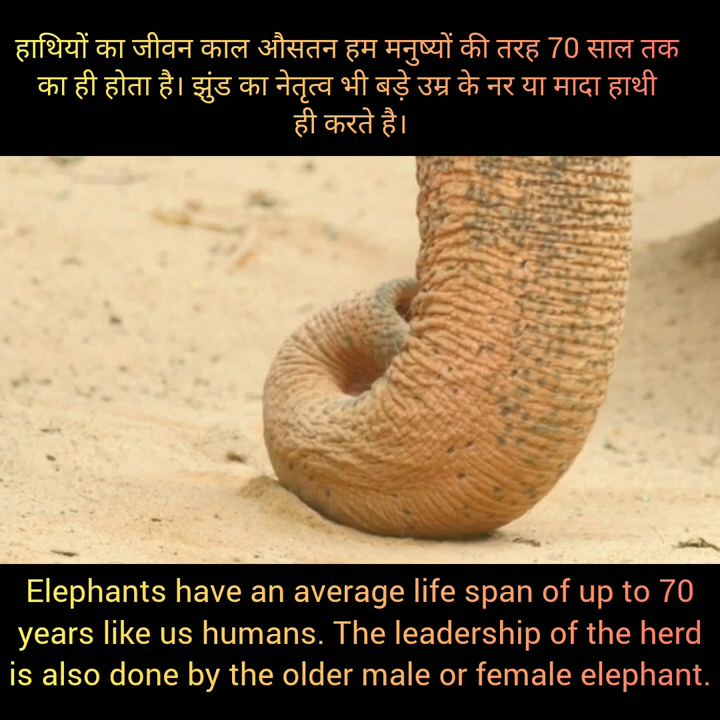 हाथियों का जीवन काल औसतन हम मनुष्यों की तरह 70 साल तक
का ही होता है। झुंड का नेतृत्व भी बड़े उम्र के नर या मादा हाथी
ही करते है।
Elephants have an average life span of up to 70
years like us humans. The leadership of the herd
is also done by the older male or female elephant.